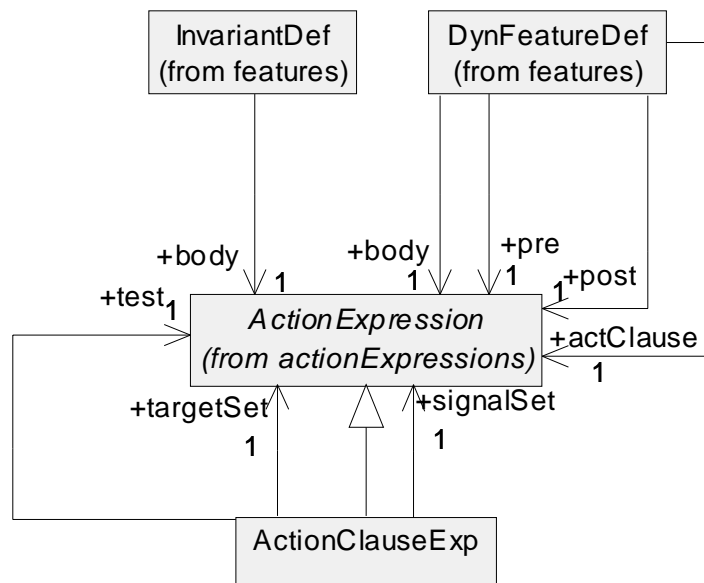 InvariantDef
(from features)
DynFeatureDef
(from features)
+body
1
+body
1
+pre
1
+post
1
+test
1
ActionExpression
(from actionExpressions)
+actClause
1
+targetSet
1
+signalSet
1
ActionClauseExp